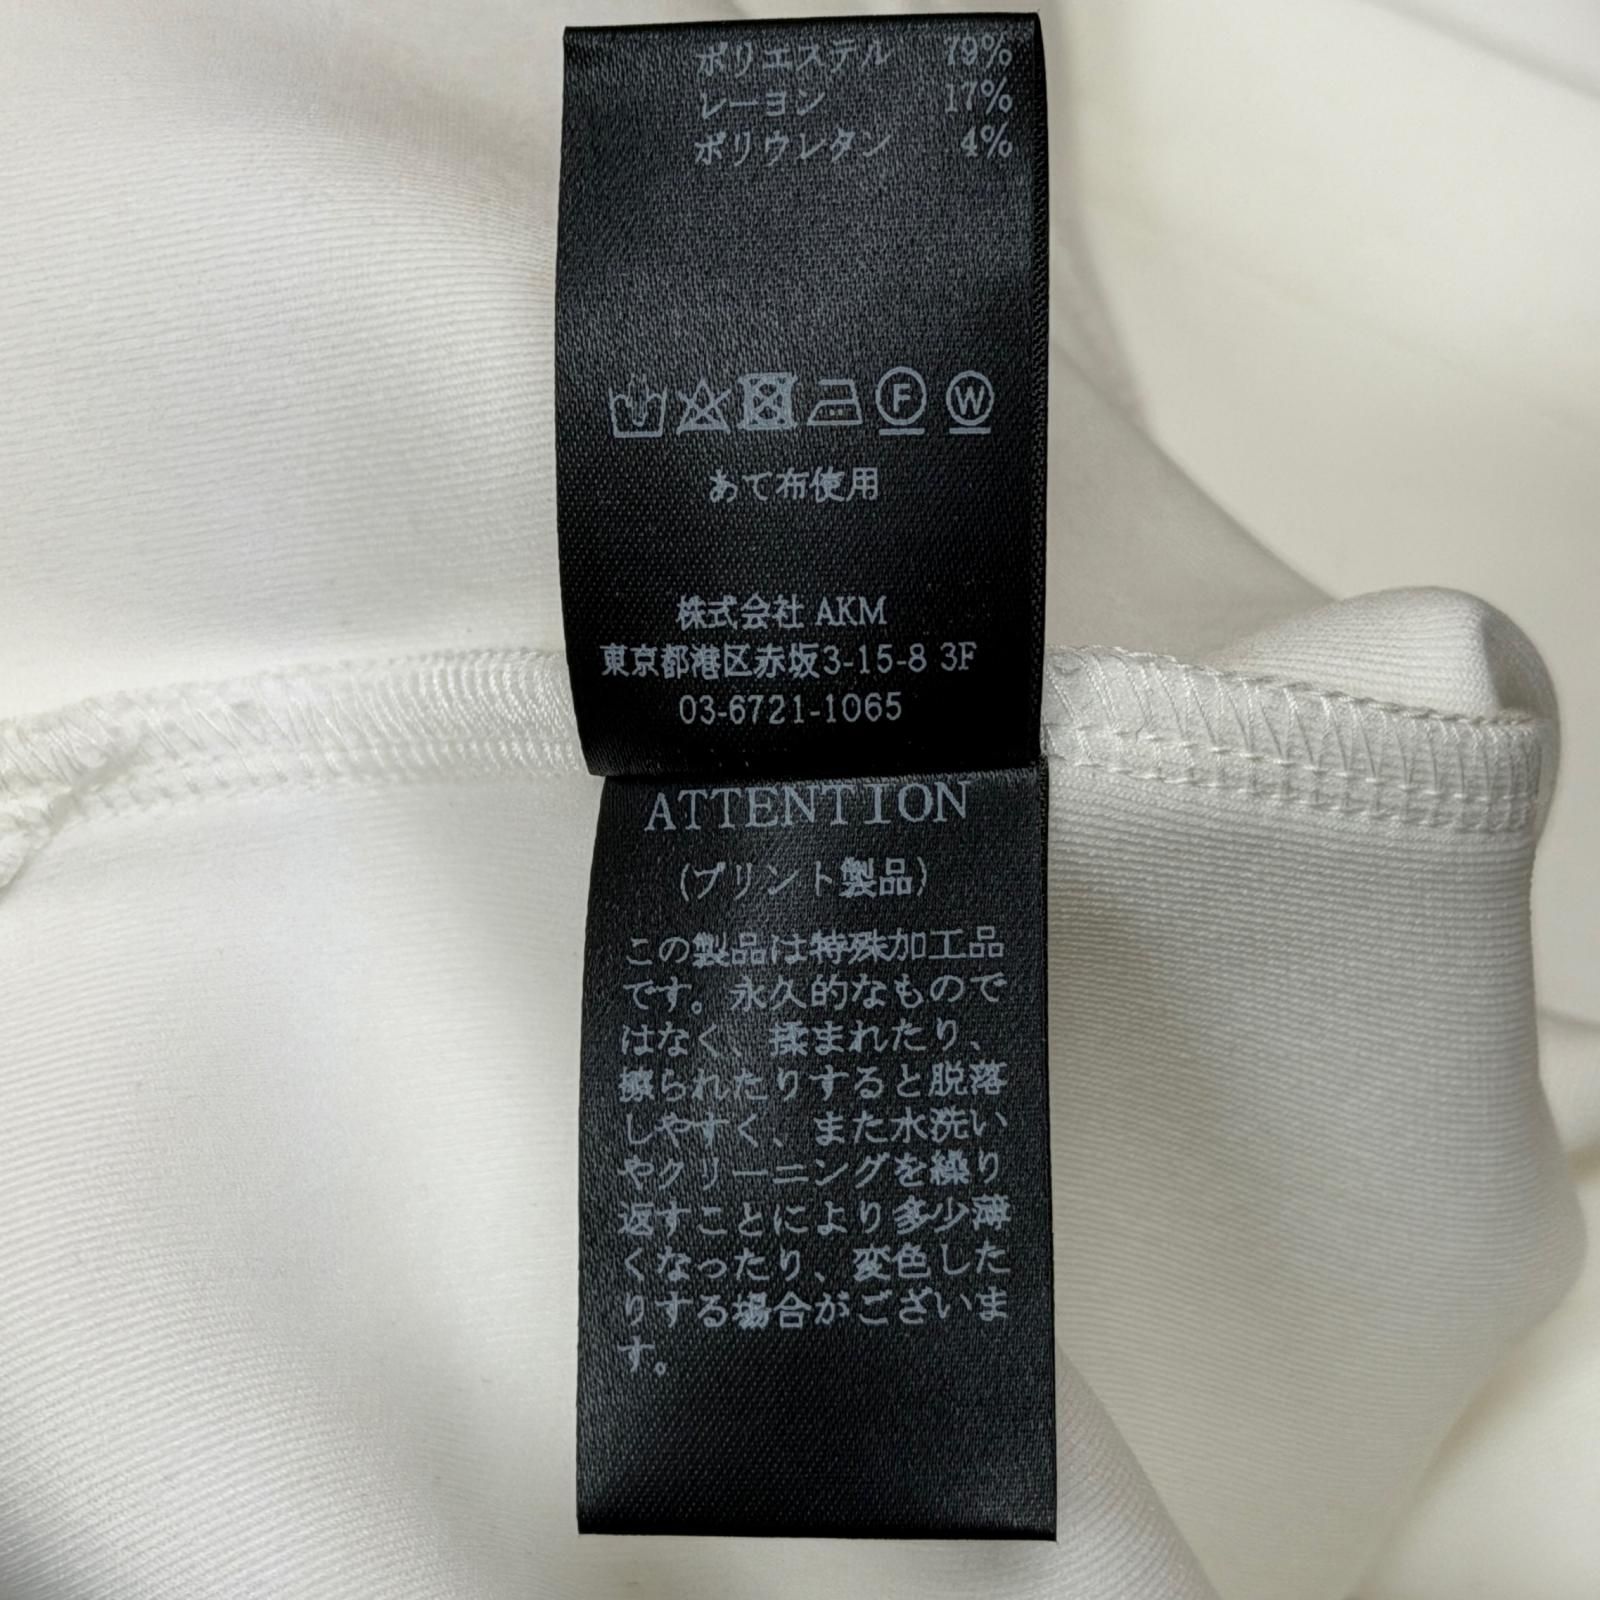 ポリエステル 79%
レーヨン 17%
ポリウレタン 4%
F W
あて布使用
株式会社 AKM
東京都港区赤坂3-15-8 3F
03-6721-1065
ATTENTION
(プリント製品)
この製品は特殊加工品
です。永久的なもので
はなく、揉まれたり、
擦られたりすると脱落
しやすく、また水洗い
やクリーニングを繰り
返すことにより多少薄
くなったり、変色した
りする場合がございま
す。